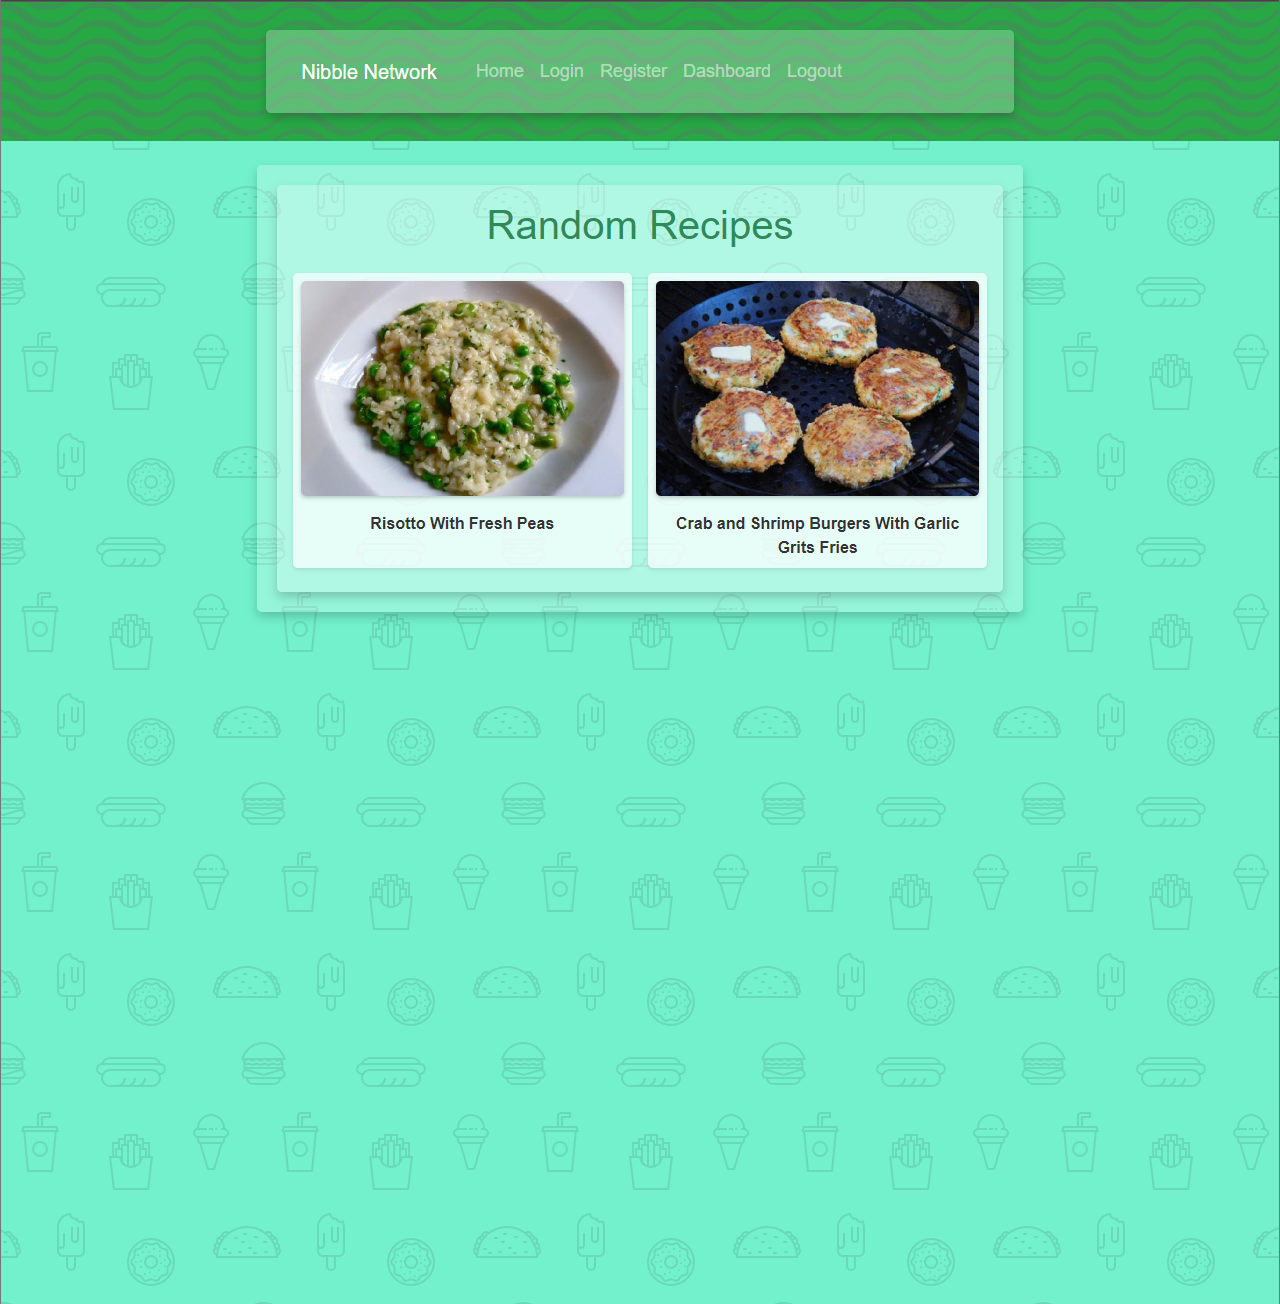 Nibble Network Home Login Register Dashboard Logout
Random Recipes
Risotto With Fresh Peas
Crab and Shrimp Burgers With Garlic
Grits Fries